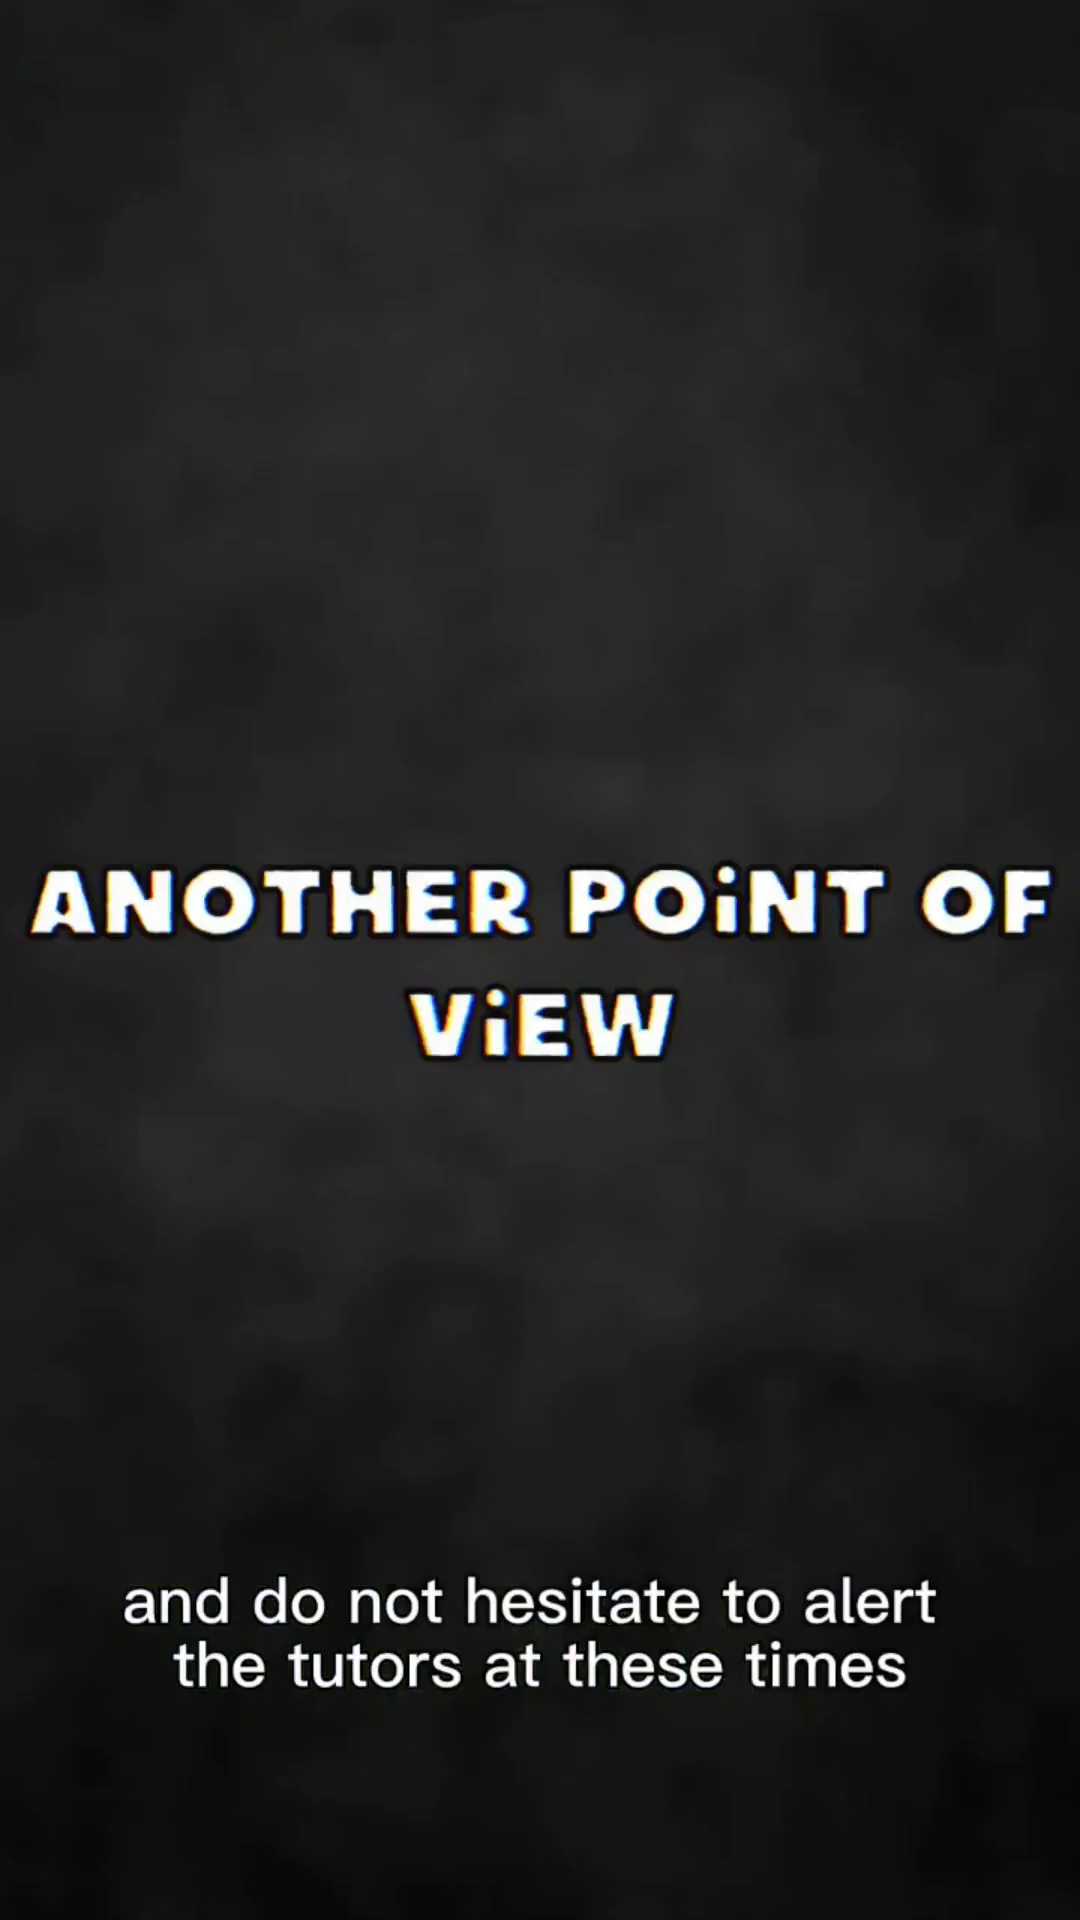 ANOTHER POiNT OF
ViEW
and do not hesitate to alert
the tutors at these times